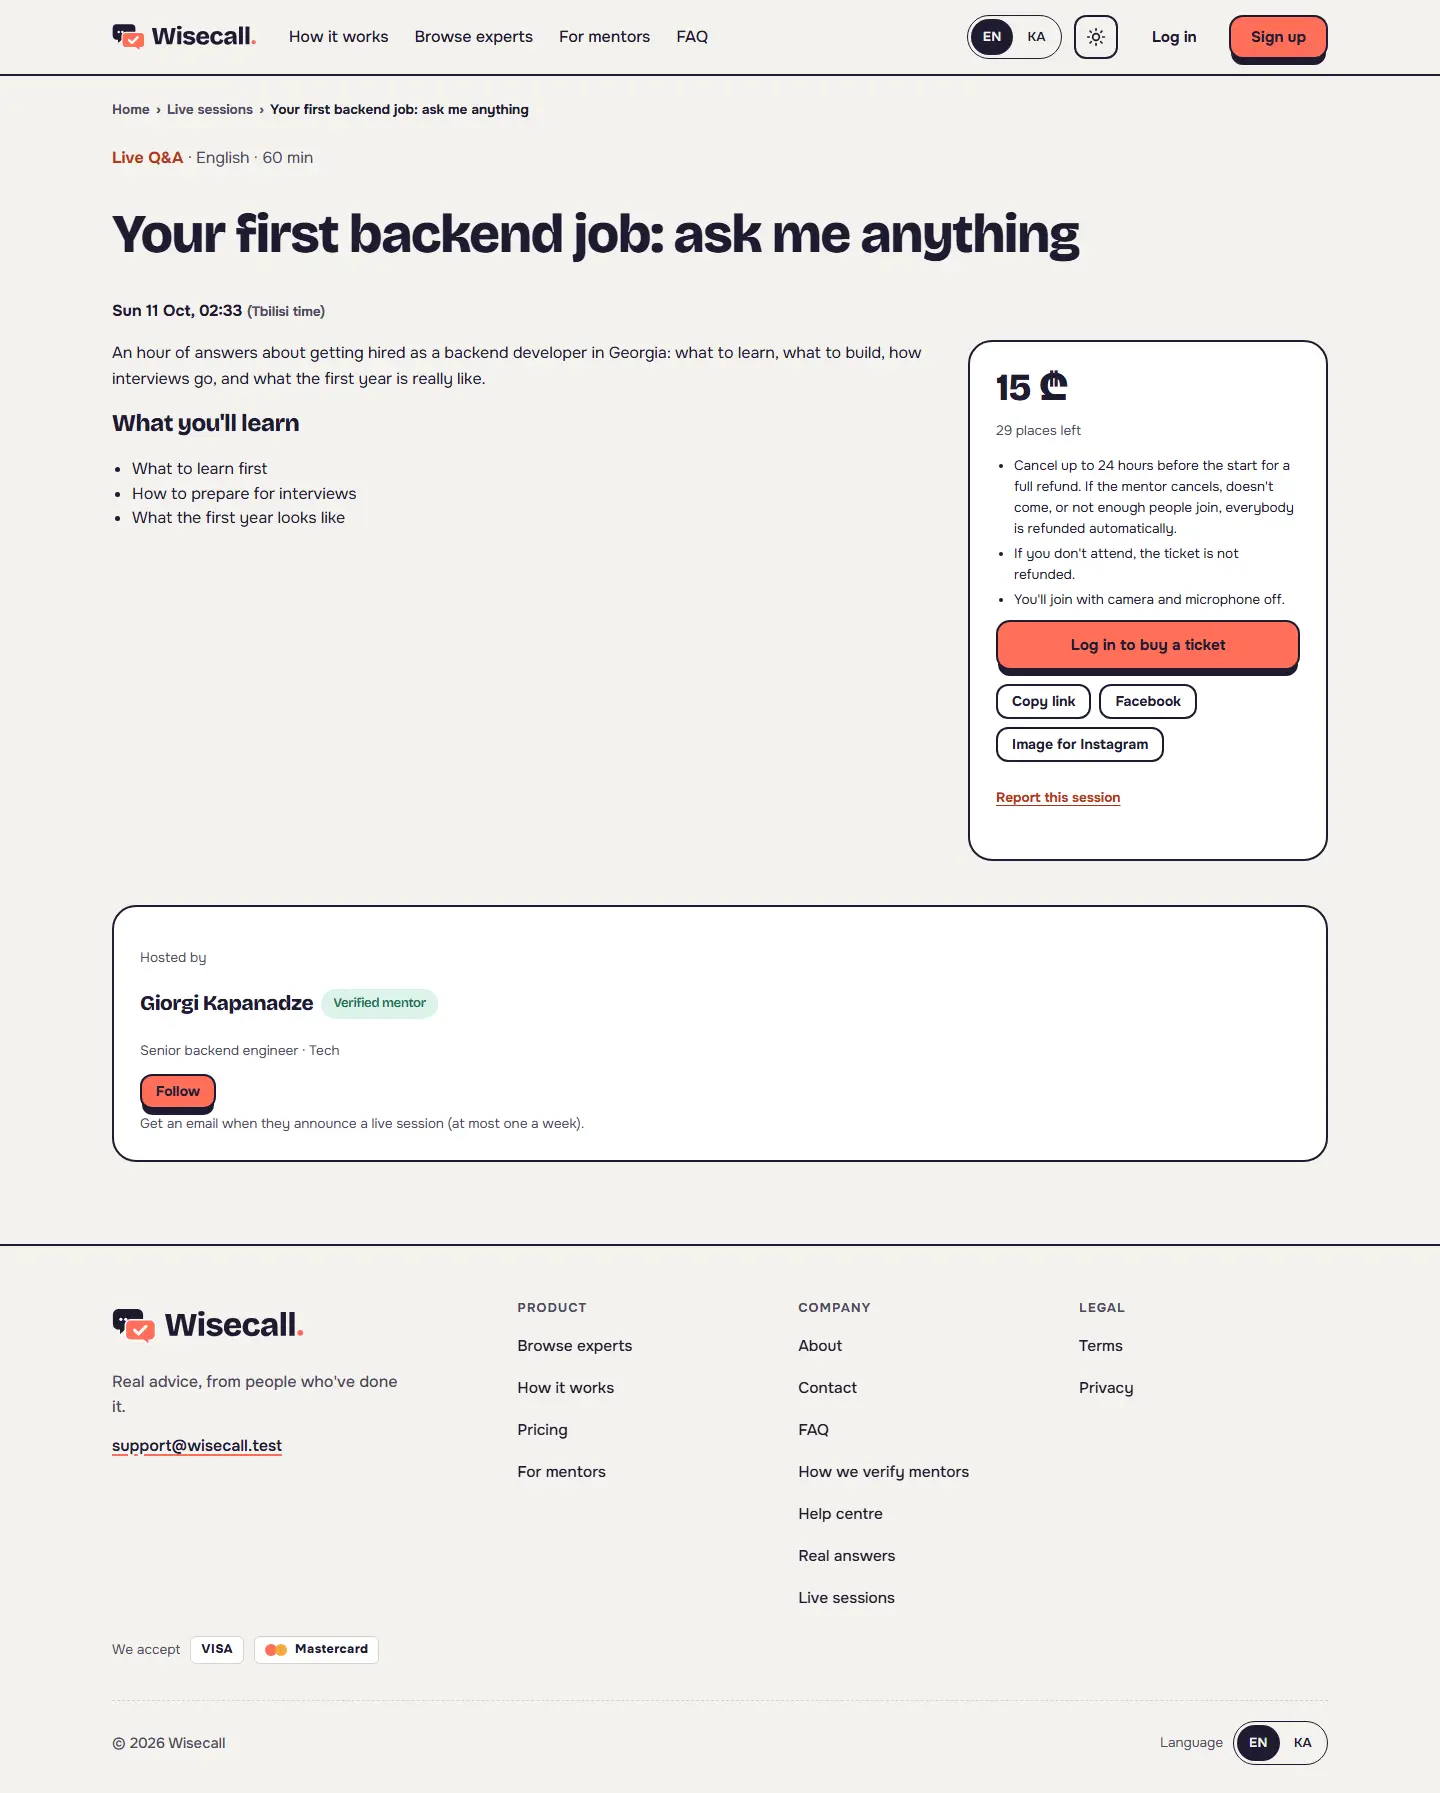 Wisecall.
How it works
Browse experts
For mentors
FAQ
EN
KA
Log in
Sign up
Home › Live sessions › Your first backend job: ask me anything
Live Q&A · English · 60 min
Your first backend job: ask me anything
Sun 11 Oct, 02:33 (Tbilisi time)
An hour of answers about getting hired as a backend developer in Georgia: what to learn, what to build, how
interviews go, and what the first year is really like.
What you'll learn
• What to learn first
• How to prepare for interviews
• What the first year looks like
15 ₾
29 places left
• Cancel up to 24 hours before the start for a
full refund. If the mentor cancels, doesn't
come, or not enough people join, everybody
is refunded automatically.
• If you don't attend, the ticket is not
refunded.
• You'll join with camera and microphone off.
Log in to buy a ticket
Copy link
Facebook
Image for Instagram
Report this session
Hosted by
Giorgi Kapanadze
Verified mentor
Senior backend engineer · Tech
Follow
Get an email when they announce a live session (at most one a week).
Wisecall.
Real advice, from people who've done
it.
support@wisecall.test
PRODUCT
Browse experts
How it works
Pricing
For mentors
COMPANY
About
Contact
FAQ
How we verify mentors
Help centre
Real answers
Live sessions
LEGAL
Terms
Privacy
We accept
VISA
Mastercard
© 2026 Wisecall
Language
EN
KA